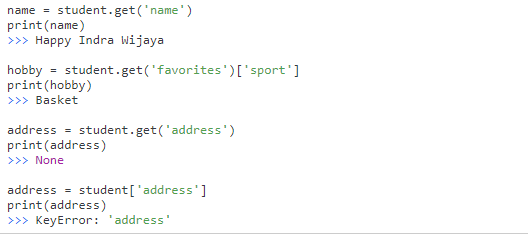 name = student.get('name')
print(name)
>>> Happy Indra Wijaya
hobby = student.get('favorites')['sport']
print(hobby)
>>> Basket
address = student.get('address')
print(address)
>>> None
address = student['address']
print(address)
>>> KeyError: 'address'